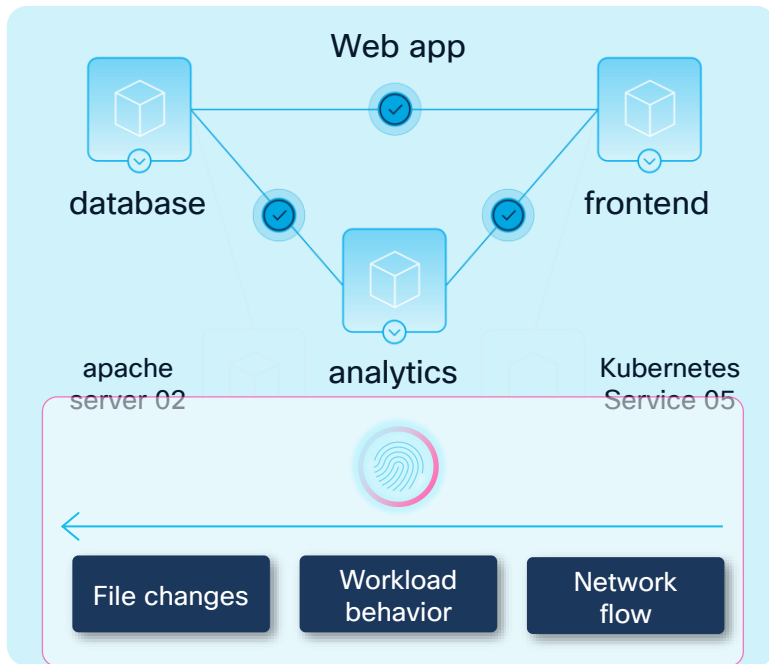 Web app
database
frontend
analytics
apache
server 02
Kubernetes
Service 05
File changes
Workload
behavior
Network
flow